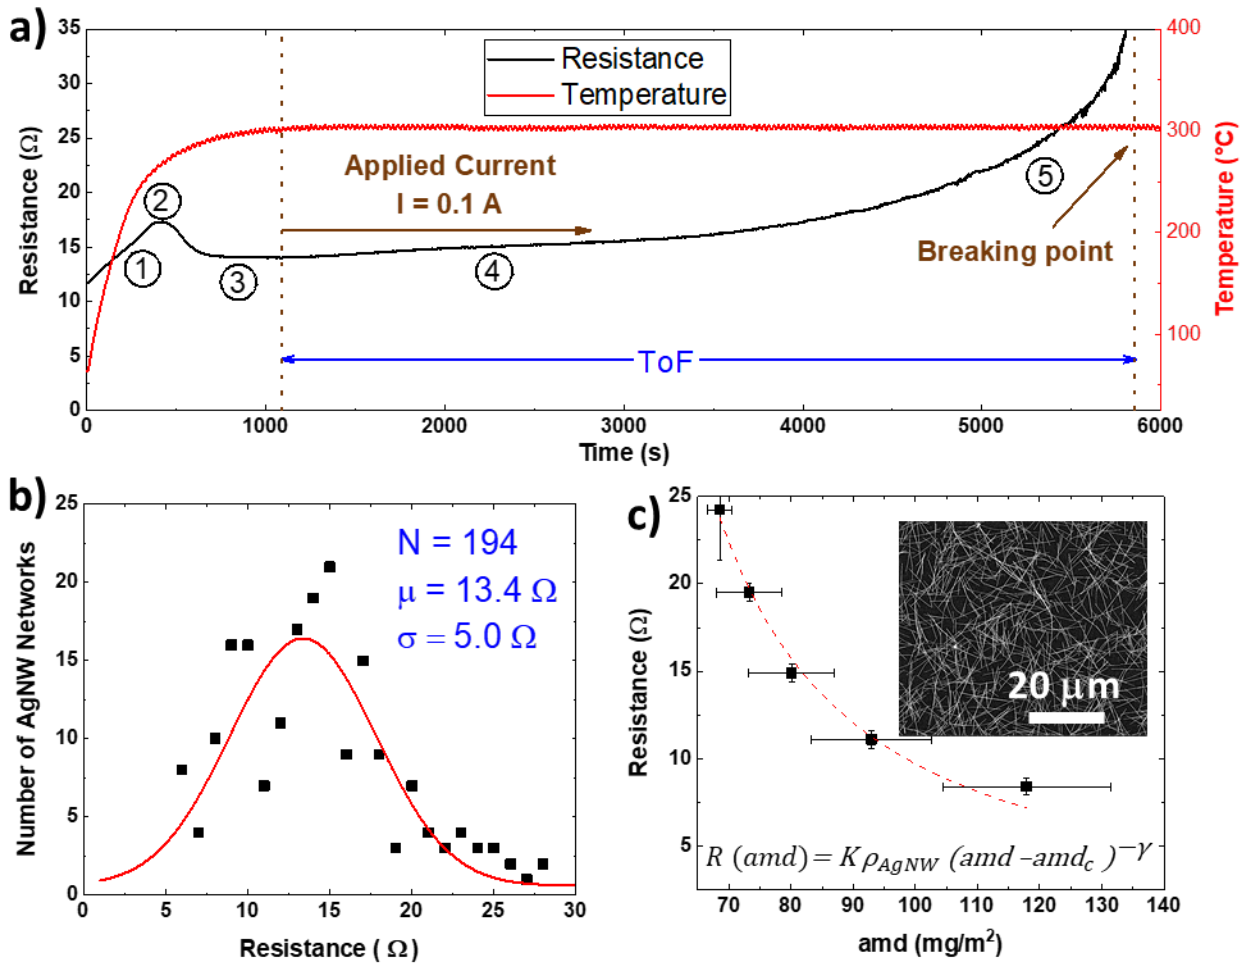 a)
Resistance
Temperature
Applied Current
I = 0.1 A
Breaking point
ToF
1
2
3
4
5
Resistance (Ω)
35
30
25
20
15
10
5
0
Temperature (°C)
400
300
200
100
0
1000
2000
3000
4000
5000
6000
Time (s)
b)
N = 194
μ = 13.4 Ω
σ = 5.0 Ω
Number of AgNW Networks
25
20
15
10
5
0
0
5
10
15
20
25
30
Resistance ( Ω)
c)
20 μm
R (amd) = Kρ_AgNW (amd – amd_c )^−γ
Resistance (Ω)
25
20
15
10
5
70
80
90
100
110
120
130
140
amd (mg/m²)